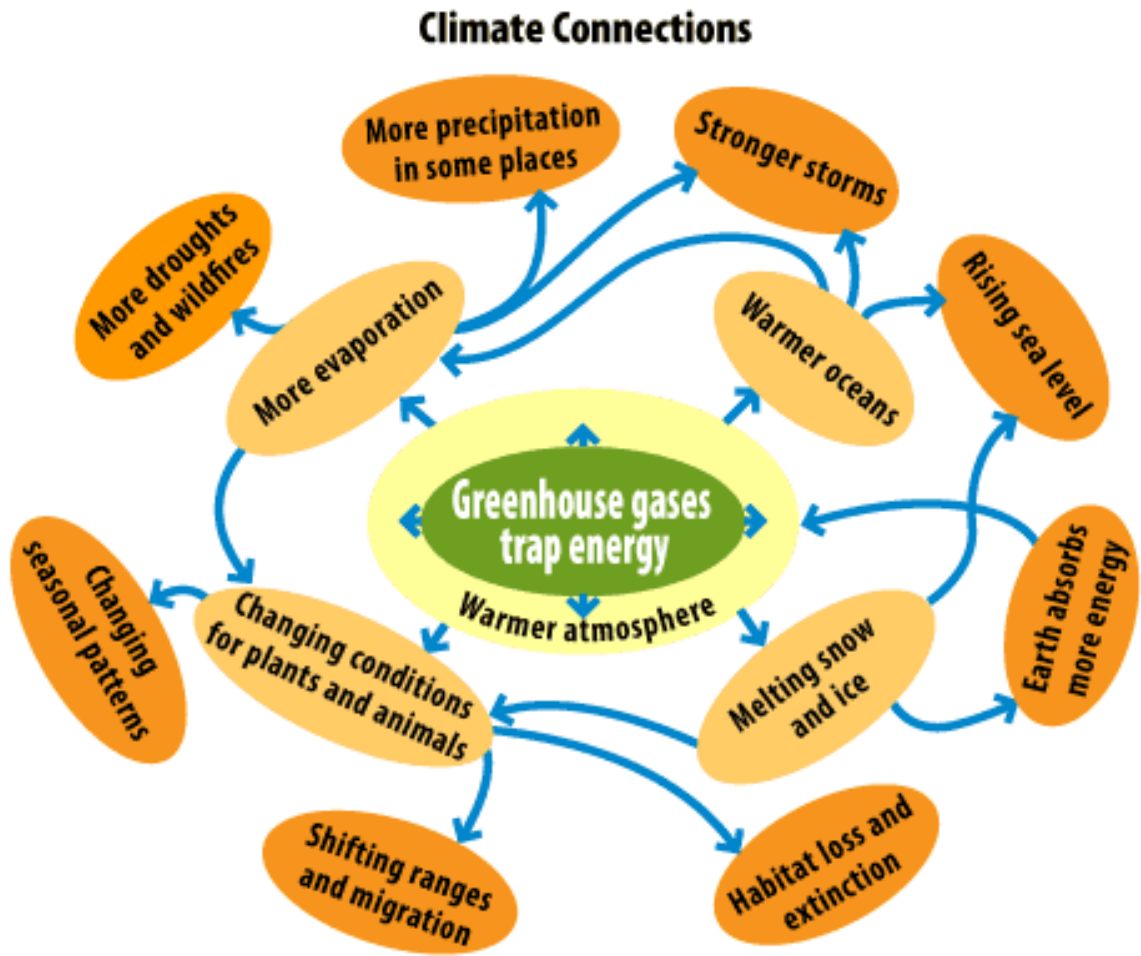 Climate Connections
More precipitation
in some places
Stronger storms
More droughts
and wildfires
More evaporation
Warmer oceans
Rising sea level
Greenhouse gases
trap energy
Warmer atmosphere
Changing
seasonal patterns
Changing conditions
for plants and animals
Melting snow
and ice
Earth absorbs
more energy
Shifting ranges
and migration
Habitat loss and
extinction